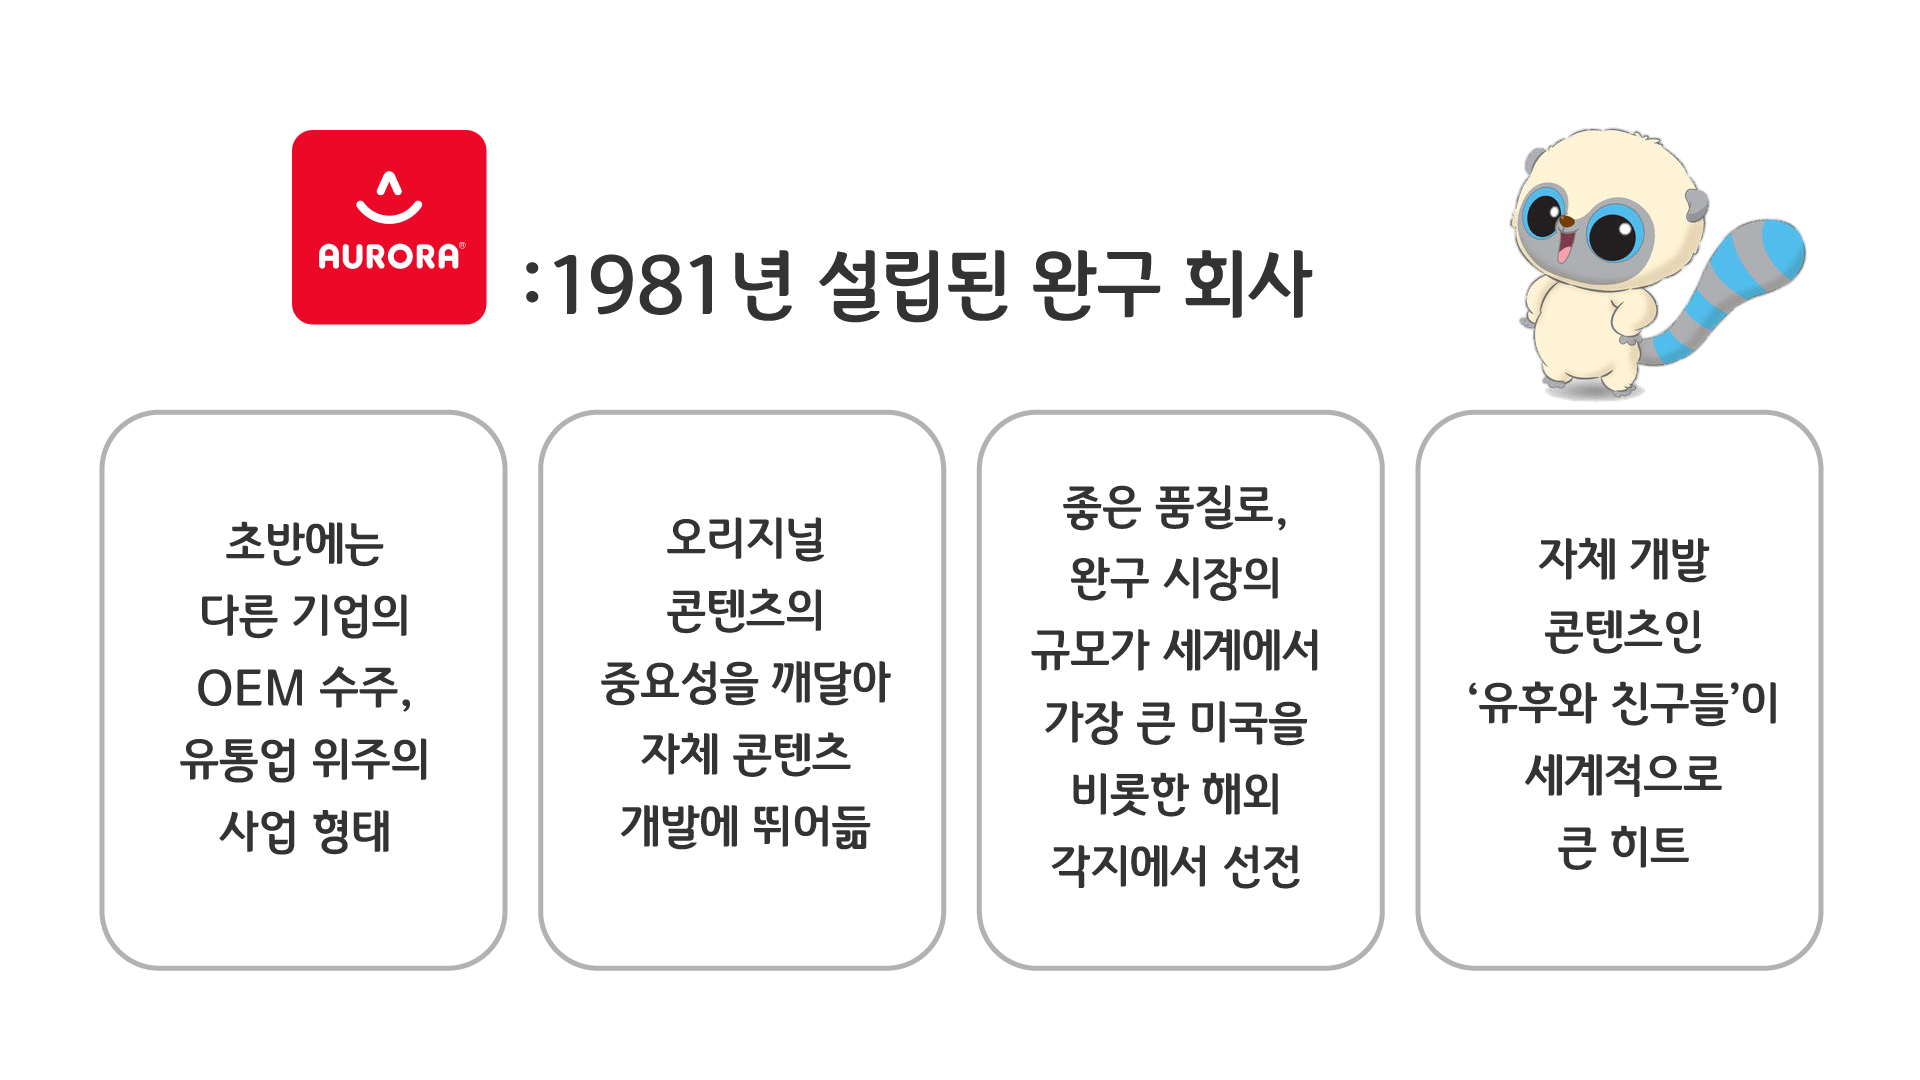 AURORA®
:1981년 설립된 완구 회사
초반에는
다른 기업의
OEM 수주,
유통업 위주의
사업 형태
오리지널
콘텐츠의
중요성을 깨달아
자체 콘텐츠
개발에 뛰어듦
좋은 품질로,
완구 시장의
규모가 세계에서
가장 큰 미국을
비롯한 해외
각지에서 선전
자체 개발
콘텐츠인
‘유후와 친구들’이
세계적으로
큰 히트